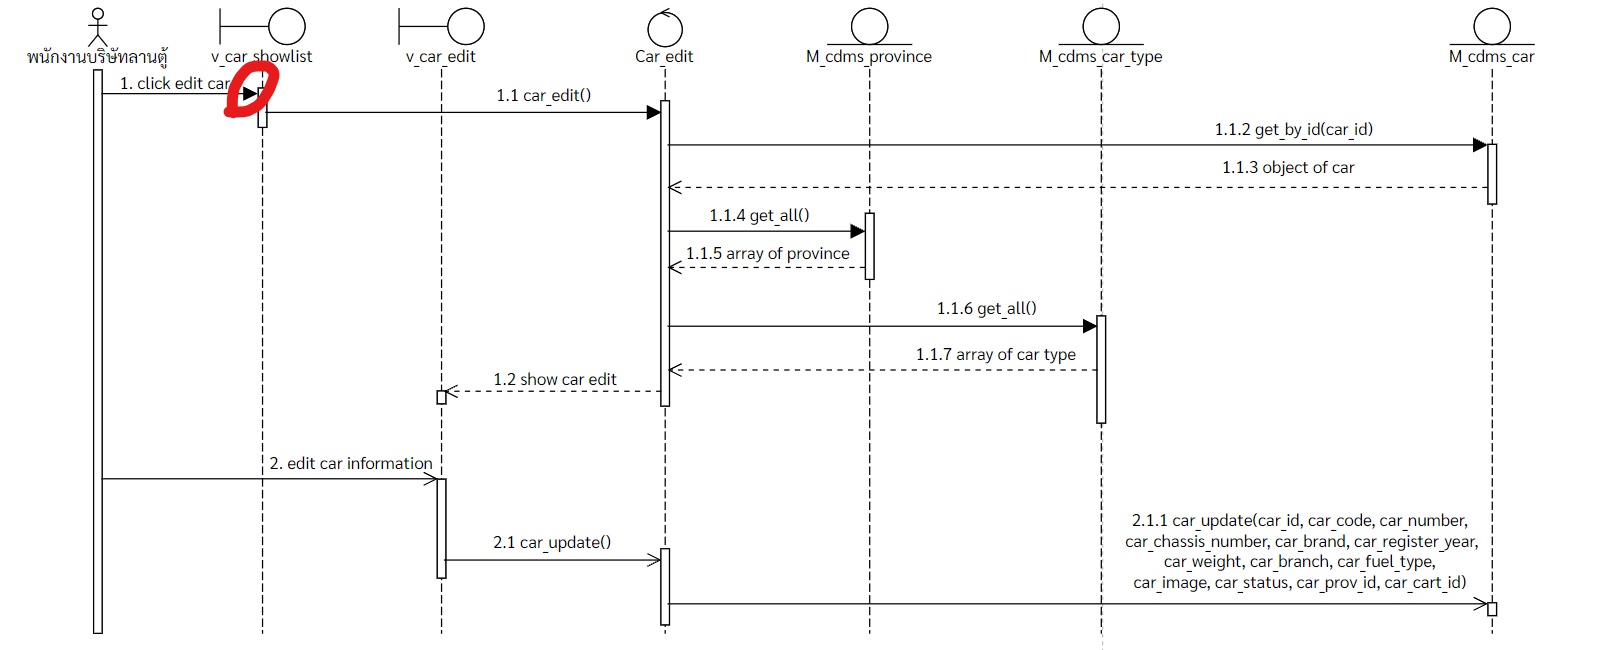 พนักงานบริษัทลานตู้
v_car_showlist
v_car_edit
Car_edit
M_cdms_province
M_cdms_car_type
M_cdms_car
1. click edit car
1.1 car_edit()
1.1.2 get_by_id(car_id)
1.1.3 object of car
1.1.4 get_all()
1.1.5 array of province
1.1.6 get_all()
1.1.7 array of car type
1.2 show car edit
2. edit car information
2.1 car_update()
2.1.1 car_update(car_id, car_code, car_number,
car_chassis_number, car_brand, car_register_year,
car_weight, car_branch, car_fuel_type,
car_image, car_status, car_prov_id, car_cart_id)